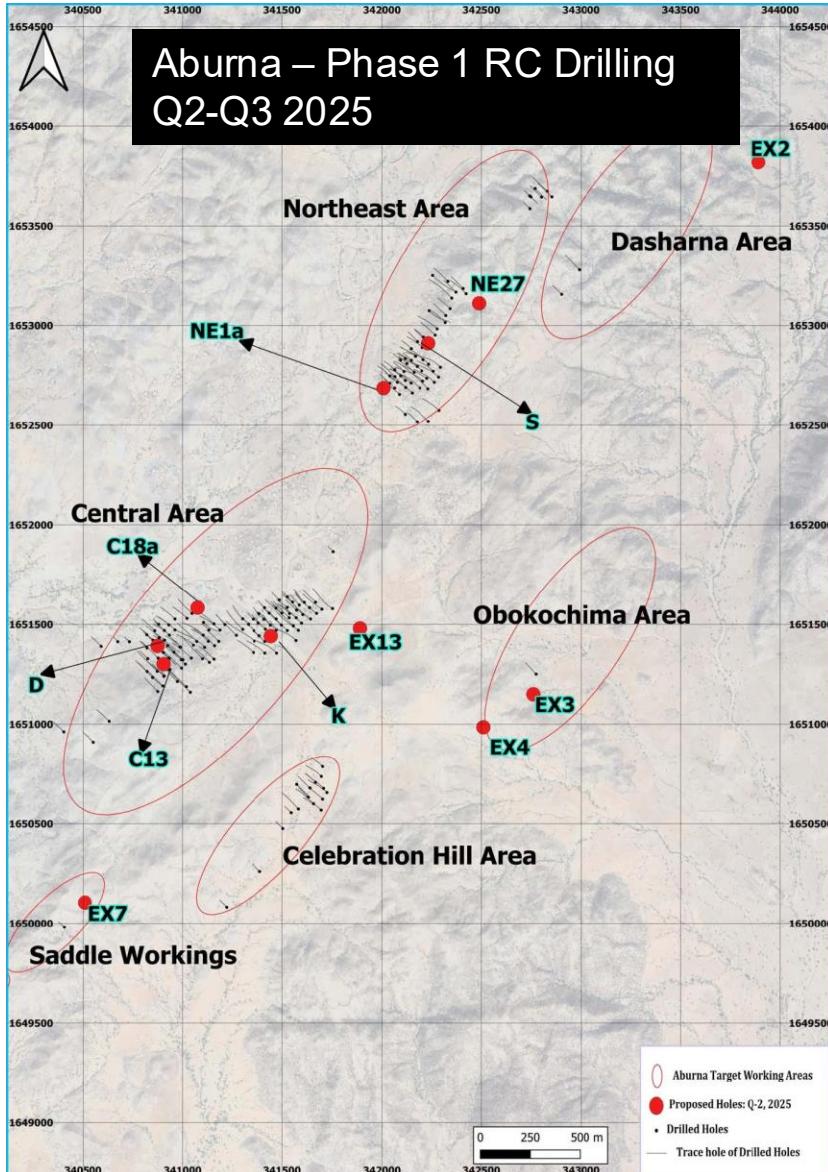 340500 341000 341500 342000 342500 343000 343500 344000
1654500 1654500
Aburna – Phase 1 RC Drilling
Q2-Q3 2025
1654000 1654000
EX2
Northeast Area
1653500 1653500
Dasharna Area
NE27
NE1a
1653000 1653000
1652500 1652500
S
Central Area
1652000 1652000
C18a
Obokochima Area
1651500 1651500
EX13
D
K
EX3
1651000 1651000
C13
EX4
1650500 1650500
Celebration Hill Area
EX7
1650000 1650000
Saddle Workings
1649500 1649500
Aburna Target Working Areas
Proposed Holes: Q-2, 2025
1649000 1649000
Drilled Holes
0 250 500 m
Trace hole of Drilled Holes
340500 341000 341500 342000 342500 343000 343500 344000